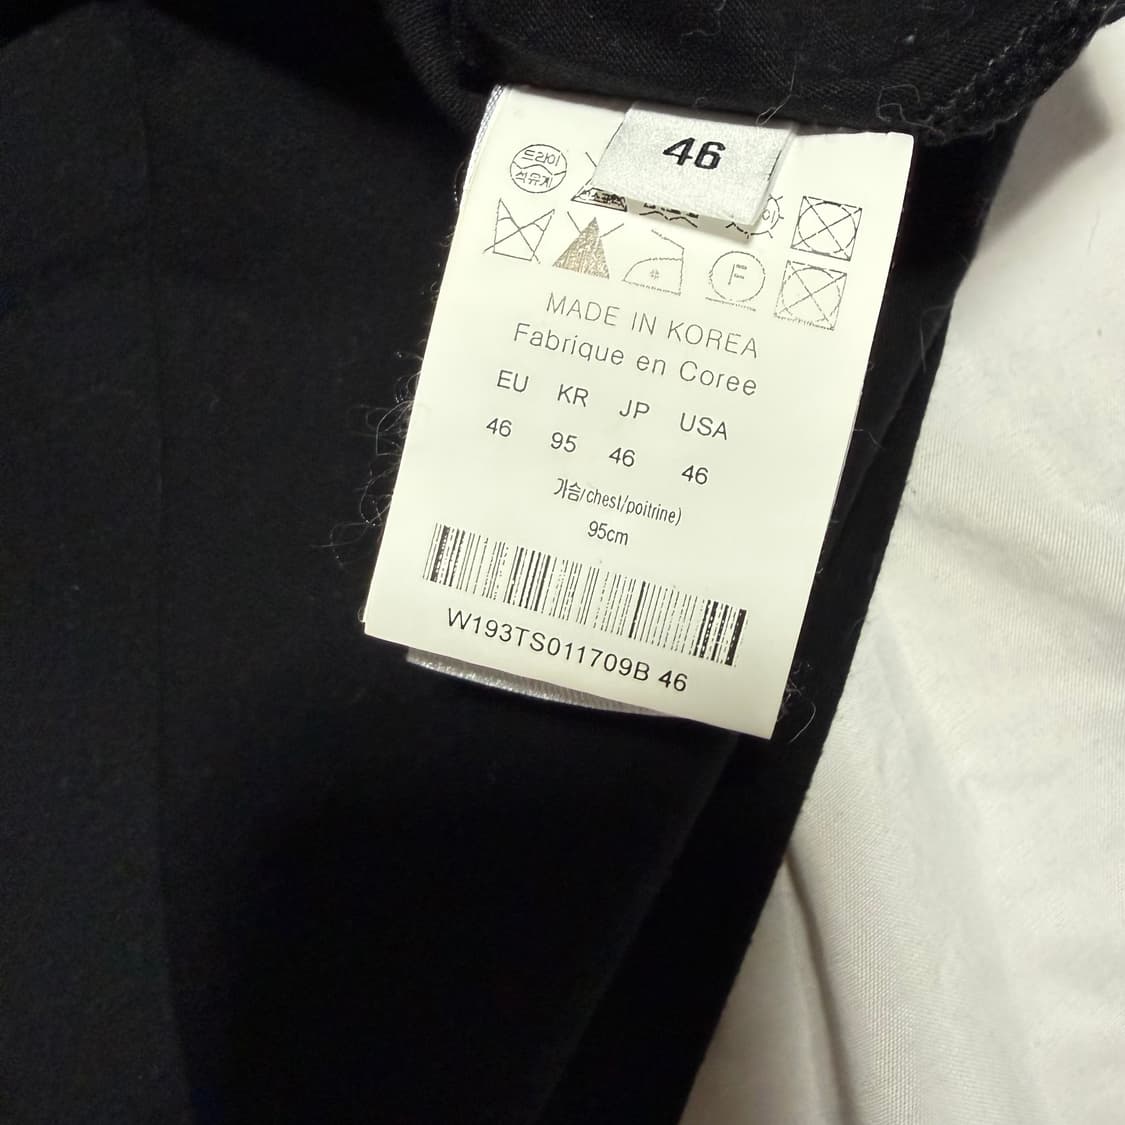 46
드라이
석유계
F
MADE IN KOREA
Fabrique en Coree
EU KR JP USA
46 95 46 46
가슴/chest/poitrine)
95cm
W193TS011709B 46